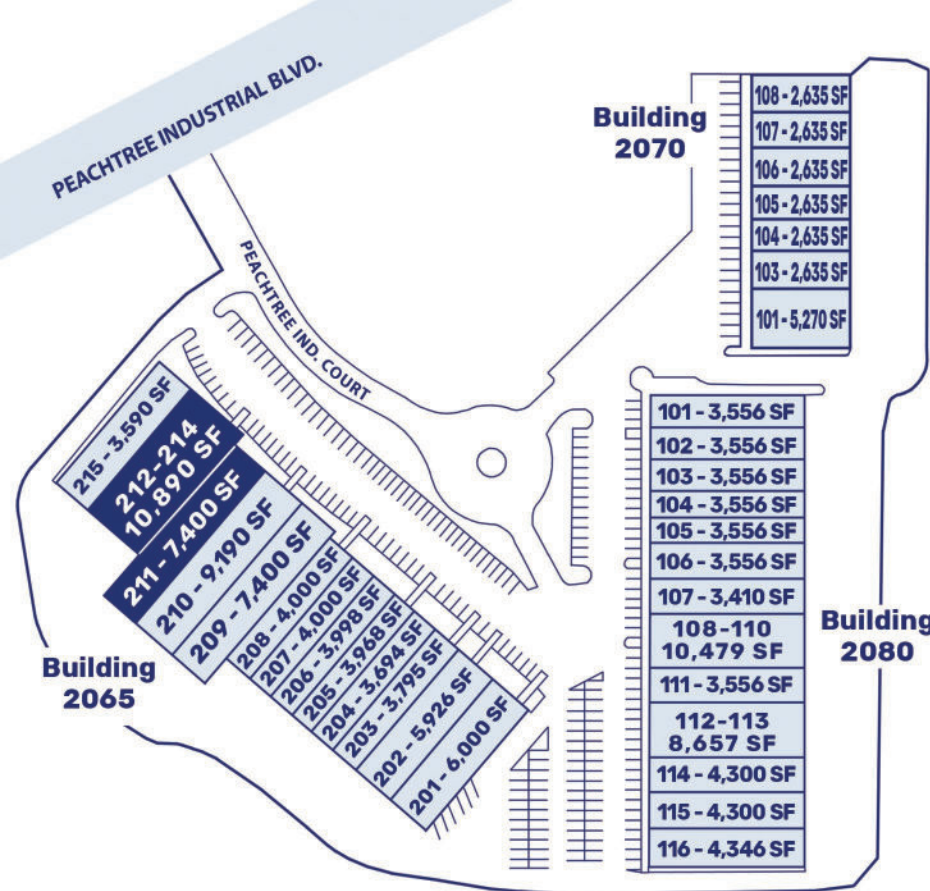 PEACHTREE INDUSTRIAL BLVD.
PEACHTREE IND. COURT
Building
2070
108 - 2,635 SF
107 - 2,635 SF
106 - 2,635 SF
105 - 2,635 SF
104 - 2,635 SF
103 - 2,635 SF
101 - 5,270 SF
101 - 3,556 SF
102 - 3,556 SF
103 - 3,556 SF
104 - 3,556 SF
105 - 3,556 SF
106 - 3,556 SF
107 - 3,410 SF
108-110
10,479 SF
111 - 3,556 SF
112-113
8,657 SF
114 - 4,300 SF
115 - 4,300 SF
116 - 4,346 SF
Building
2080
215 - 3,590 SF
212-214
10,890 SF
211 - 7,400 SF
210 - 9,190 SF
209 - 7,400 SF
208 - 4,000 SF
207 - 4,000 SF
206 - 3,998 SF
205 - 3,968 SF
204 - 3,694 SF
203 - 3,795 SF
202 - 5,926 SF
201 - 6,000 SF
Building
2065